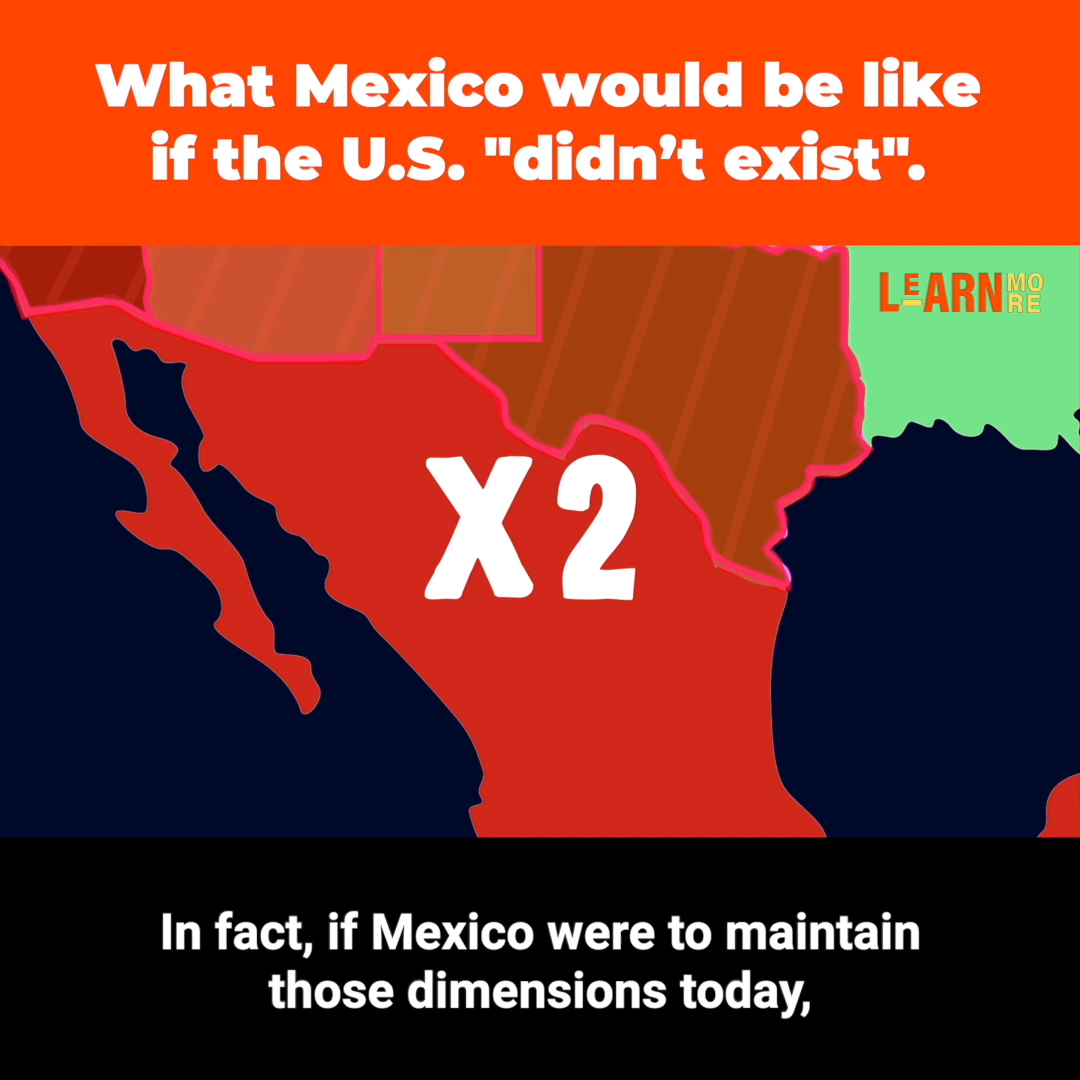 What Mexico would be like
if the U.S. "didn’t exist".
LEARN MORE
X2
In fact, if Mexico were to maintain
those dimensions today,